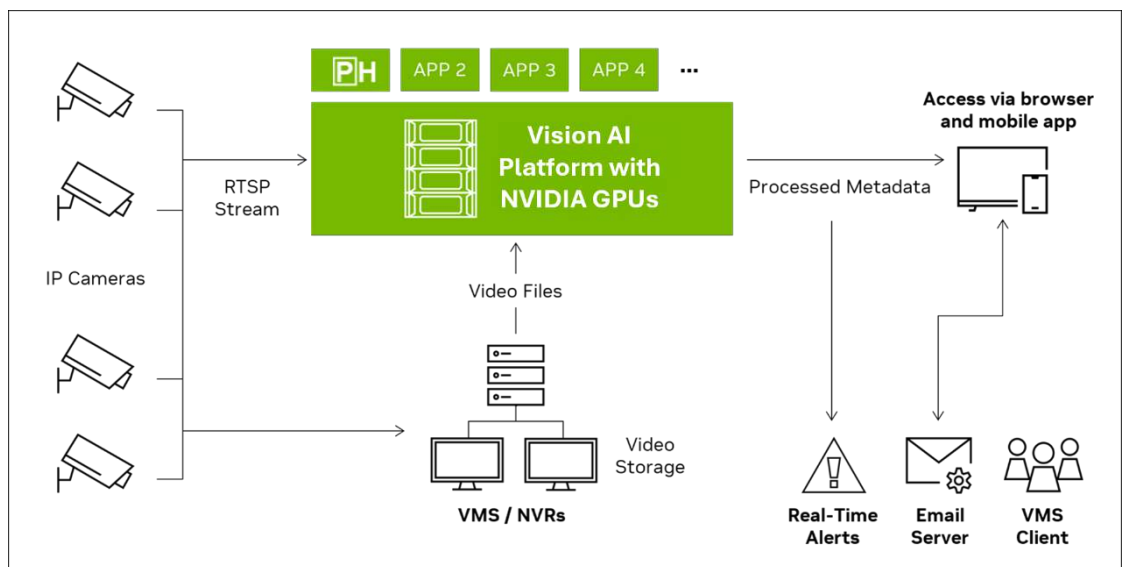 PH
APP 2
APP 3
APP 4
...
Vision AI
Platform with
NVIDIA GPUs
Access via browser
and mobile app
RTSP
Stream
Processed Metadata
IP Cameras
Video Files
Video
Storage
VMS / NVRs
Real-Time
Alerts
Email
Server
VMS
Client